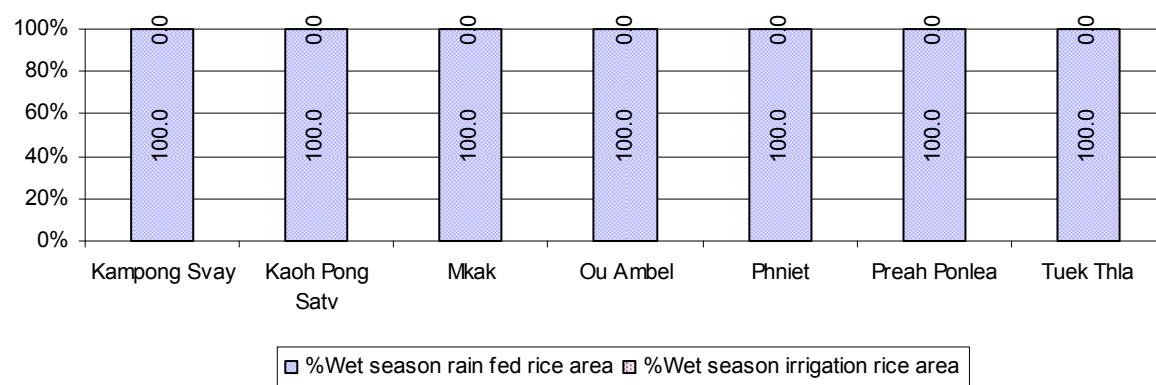 100%
80%
60%
40%
20%
0%
0.0 0.0 0.0 0.0 0.0 0.0 0.0
100.0 100.0 100.0 100.0 100.0 100.0 100.0
Kampong Svay Kaoh Pong Satv Mkak Ou Ambel Phniet Preah Ponlea Tuek Thla
%Wet season rain fed rice area %Wet season irrigation rice area